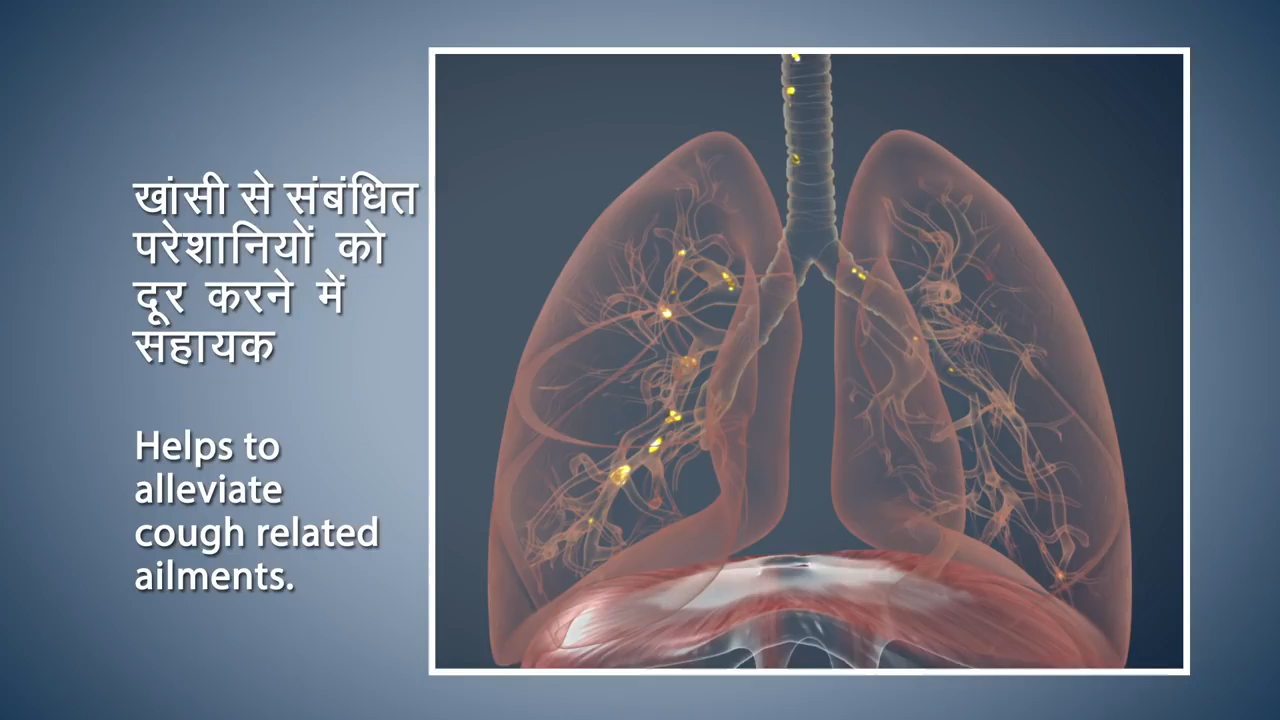 खांसी से संबंधित
परेशानियों को
दूर करने में
सहायक
Helps to
alleviate
cough related
ailments.